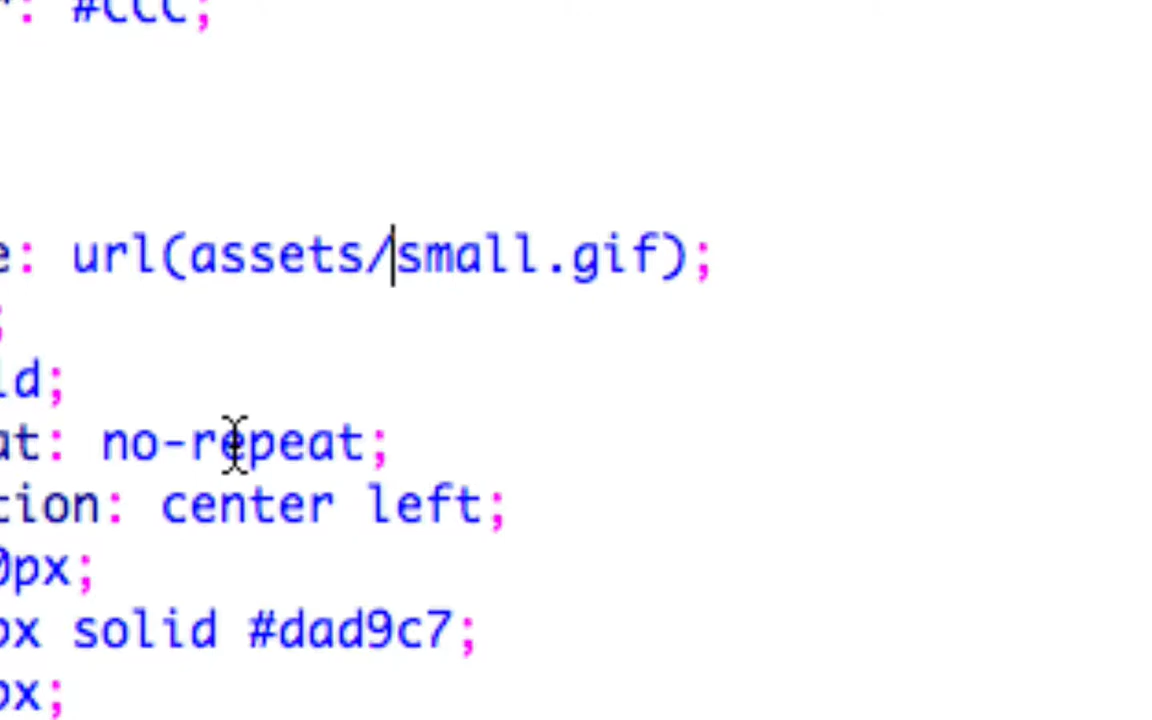 r: #CCC;
e: url(assets/small.gif);
;
ld;
at: no-repeat;
tion: center left;
0px;
px solid #dad9c7;
px;